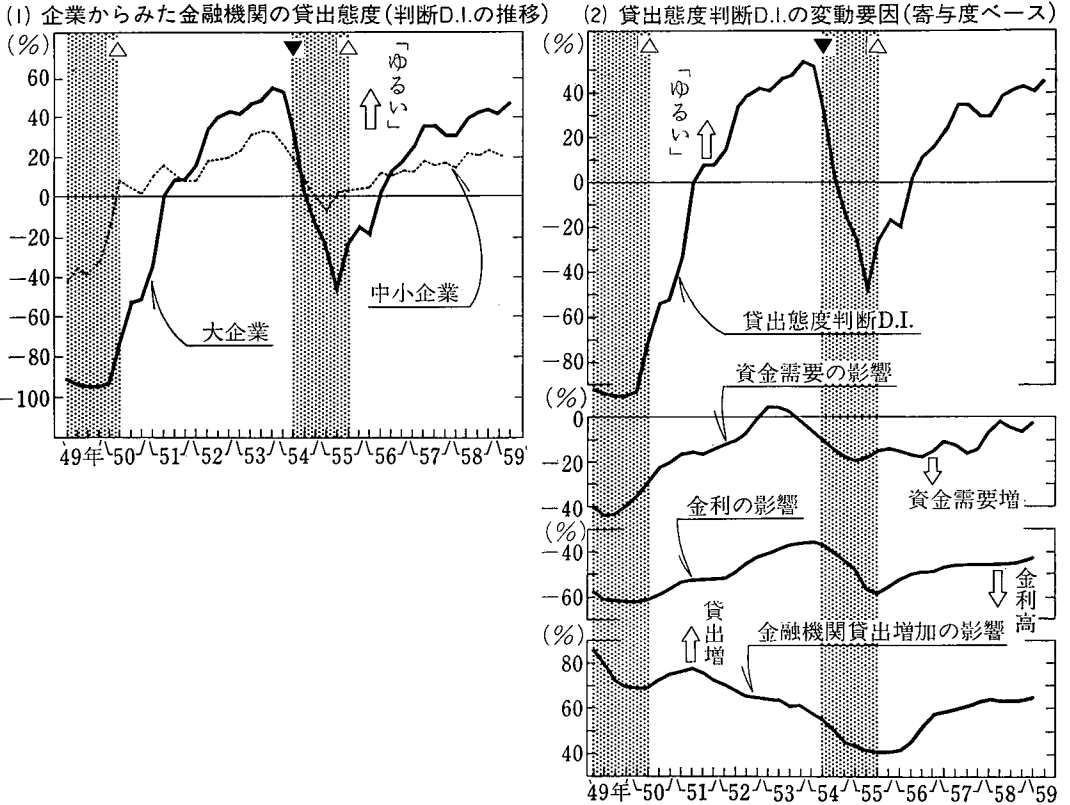 (1) 企業からみた金融機関の貸出態度(判断D.I.の推移)
(%)
60
40
20
0
−20
−40
−60
−80
−100
「ゆるい」
中小企業
大企業
49年 50 51 52 53 54 55 56 57 58 59
(2) 貸出態度判断D.I.の変動要因(寄与度ベース)
(%)
40
20
0
−20
−40
−60
−80
「ゆるい」
貸出態度判断D.I.
資金需要の影響
(%)
0
−20
−40
資金需要増
金利の影響
(%)
−40
−60
金利高
貸出増
金融機関貸出増加の影響
(%)
80
60
40
49年 50 51 52 53 54 55 56 57 58 59